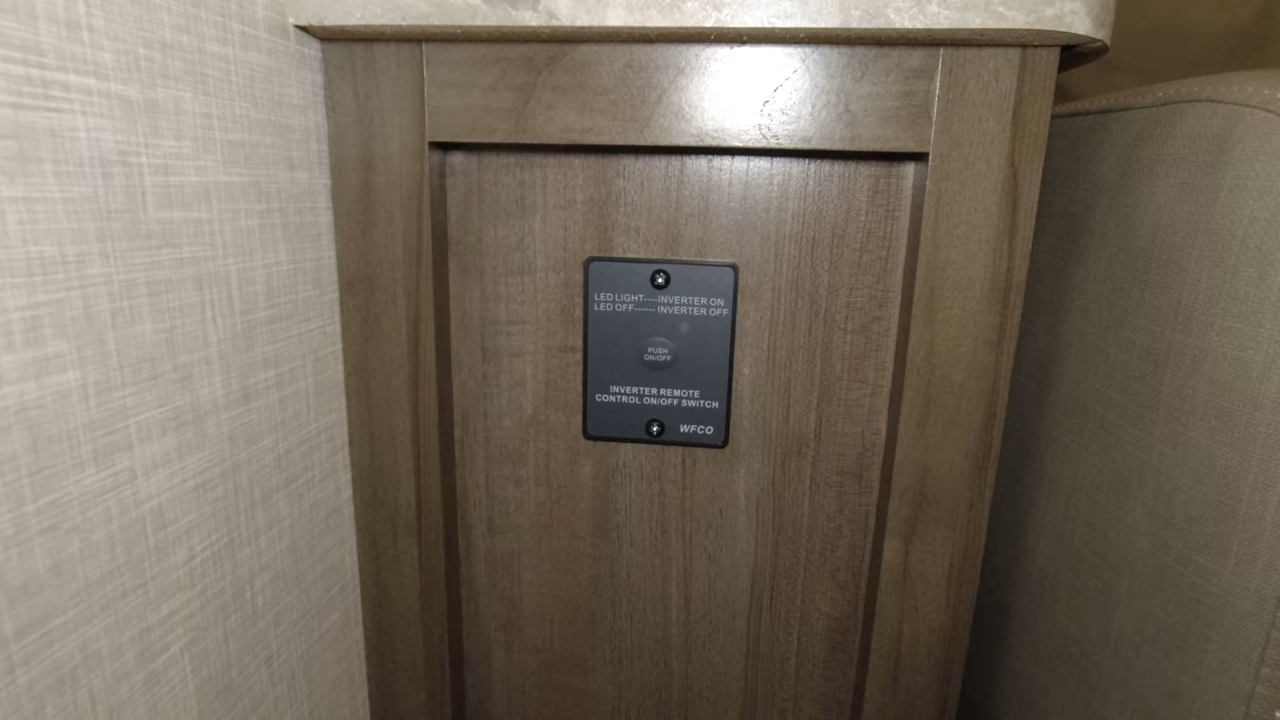 LED LIGHT----INVERTER ON
LED OFF------ INVERTER OFF
PUSH
ON/OFF
INVERTER REMOTE
CONTROL ON/OFF SWITCH
WFCO